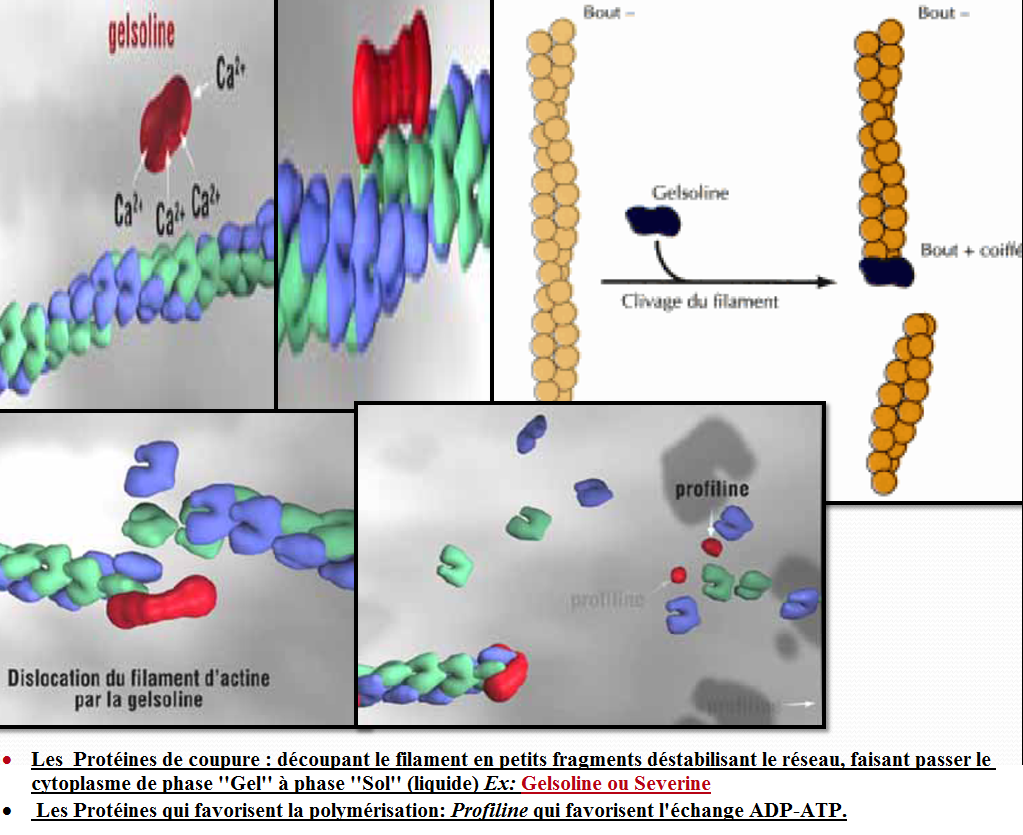 gelsoline
Ca²⁺
Ca²⁺ Ca²⁺ Ca²⁺
Bout –
Gelsoline
Clivage du filament
Bout –
Bout + coiffé
Dislocation du filament d'actine
par la gelsoline
profiline
profiline
profiline
• Les Protéines de coupure : découpant le filament en petits fragments déstabilisant le réseau, faisant passer le
cytoplasme de phase "Gel" à phase "Sol" (liquide) Ex: Gelsoline ou Severine
• Les Protéines qui favorisent la polymérisation: Profiline qui favorisent l'échange ADP-ATP.